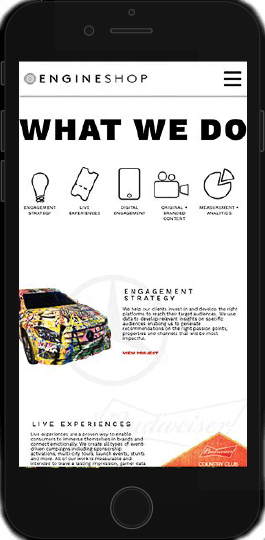 ENGINESHOP
WHAT WE DO
ENGAGEMENT
STRATEGY
LIVE
EXPERIENCES
DIGITAL
ENGAGEMENT
ORIGINAL +
BRANDED
CONTENT
MEASUREMENT +
ANALYTICS
ENGAGEMENT
STRATEGY
We help our clients invest in and develop the right
platforms to reach their target audiences. We use
data to develop relevant insights on specific
audiences enabling us to generate
recommendations on the right passion points,
properties and channels that will be most
impactful.
VIEW PROJECT
Budweiser
LIVE EXPERIENCES
Live experiences are a proven way to enable
consumers to immerse themselves in brands and
connect emotionally. We create all types of event-
driven campaigns including sponsorship
activations, multi-city tours, launch events, stunts
and more. All of our work is measurable and
intended to leave a lasting impression, garner data
Budweiser
COUNTRY CLUB